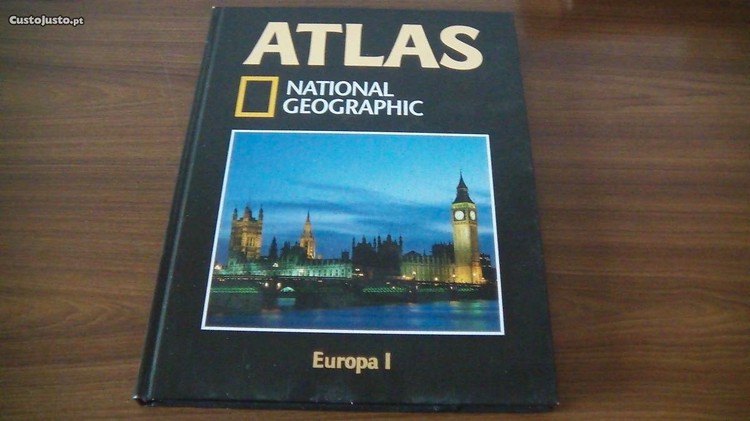 CustoJusto.pt
ATLAS
NATIONAL
GEOGRAPHIC
Europa I